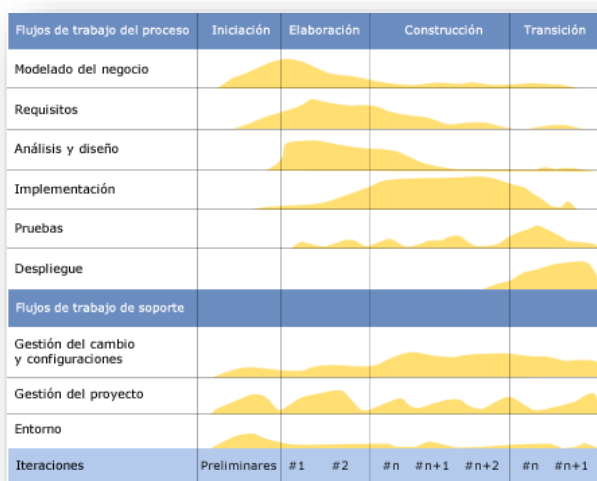 Flujos de trabajo del proceso Iniciación Elaboración Construcción Transición
Modelado del negocio
Requisitos
Análisis y diseño
Implementación
Pruebas
Despliegue
Flujos de trabajo de soporte
Gestión del cambio
y configuraciones
Gestión del proyecto
Entorno
Iteraciones Preliminares #1 #2 #n #n+1 #n+2 #n #n+1